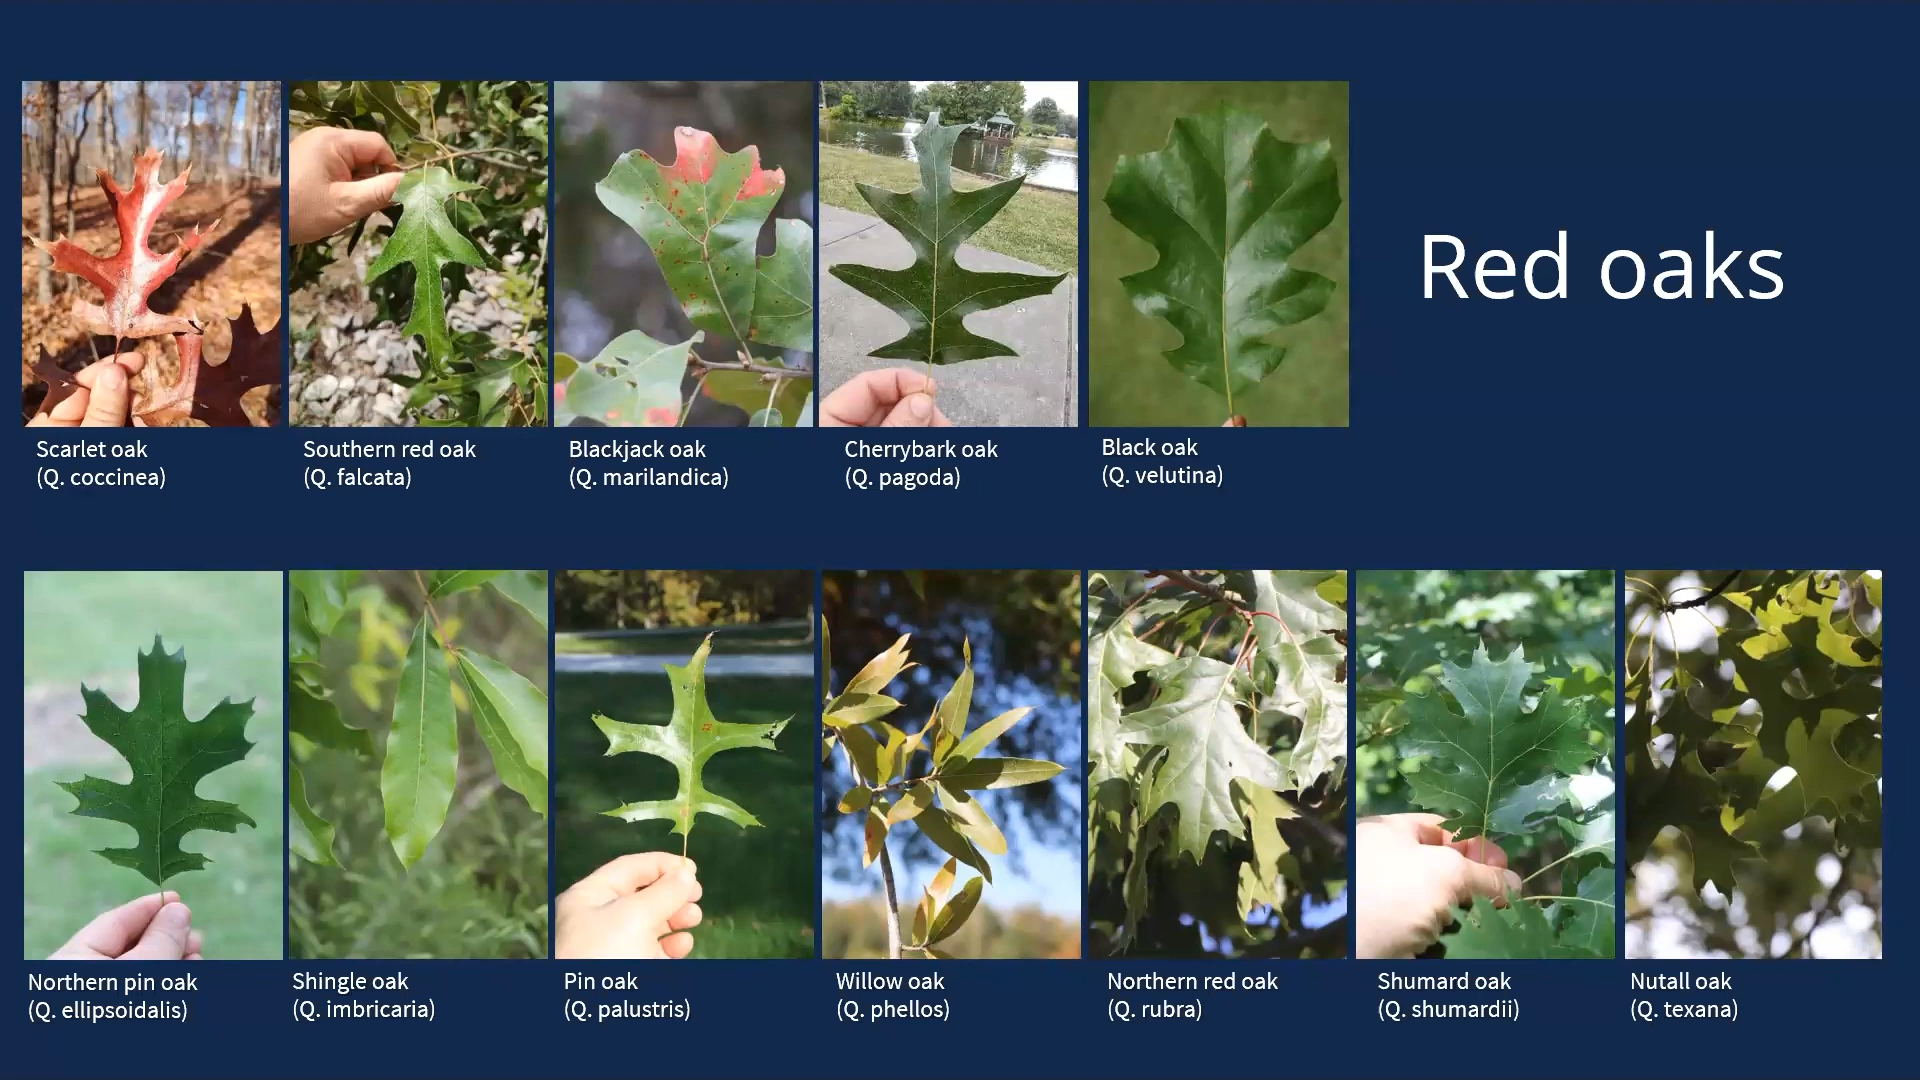 Red oaks
Scarlet oak
(Q. coccinea)
Southern red oak
(Q. falcata)
Blackjack oak
(Q. marilandica)
Cherrybark oak
(Q. pagoda)
Black oak
(Q. velutina)
Northern pin oak
(Q. ellipsoidalis)
Shingle oak
(Q. imbricaria)
Pin oak
(Q. palustris)
Willow oak
(Q. phellos)
Northern red oak
(Q. rubra)
Shumard oak
(Q. shumardii)
Nutall oak
(Q. texana)